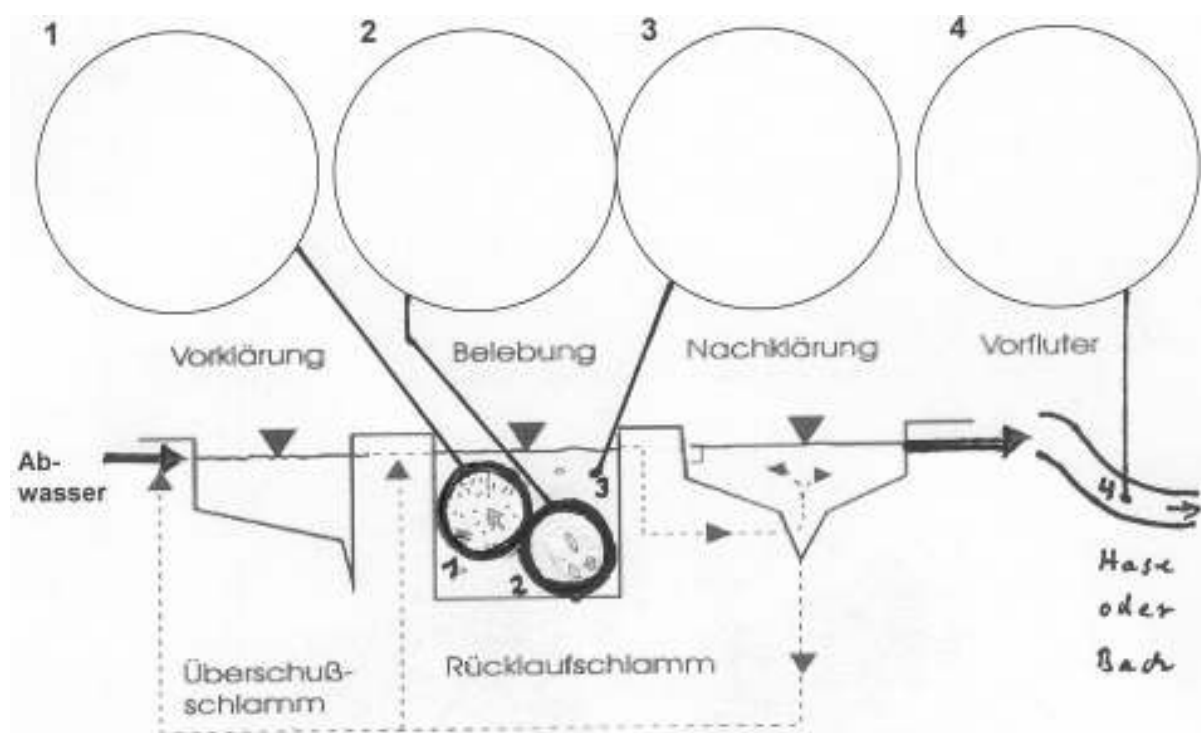 1
2
3
4
Vorklärung
Belebung
Nachklärung
Vorfluter
Ab-
wasser
3
4
1
2
Hase
oder
Bach
Überschuß-
schlamm
Rücklaufschlamm